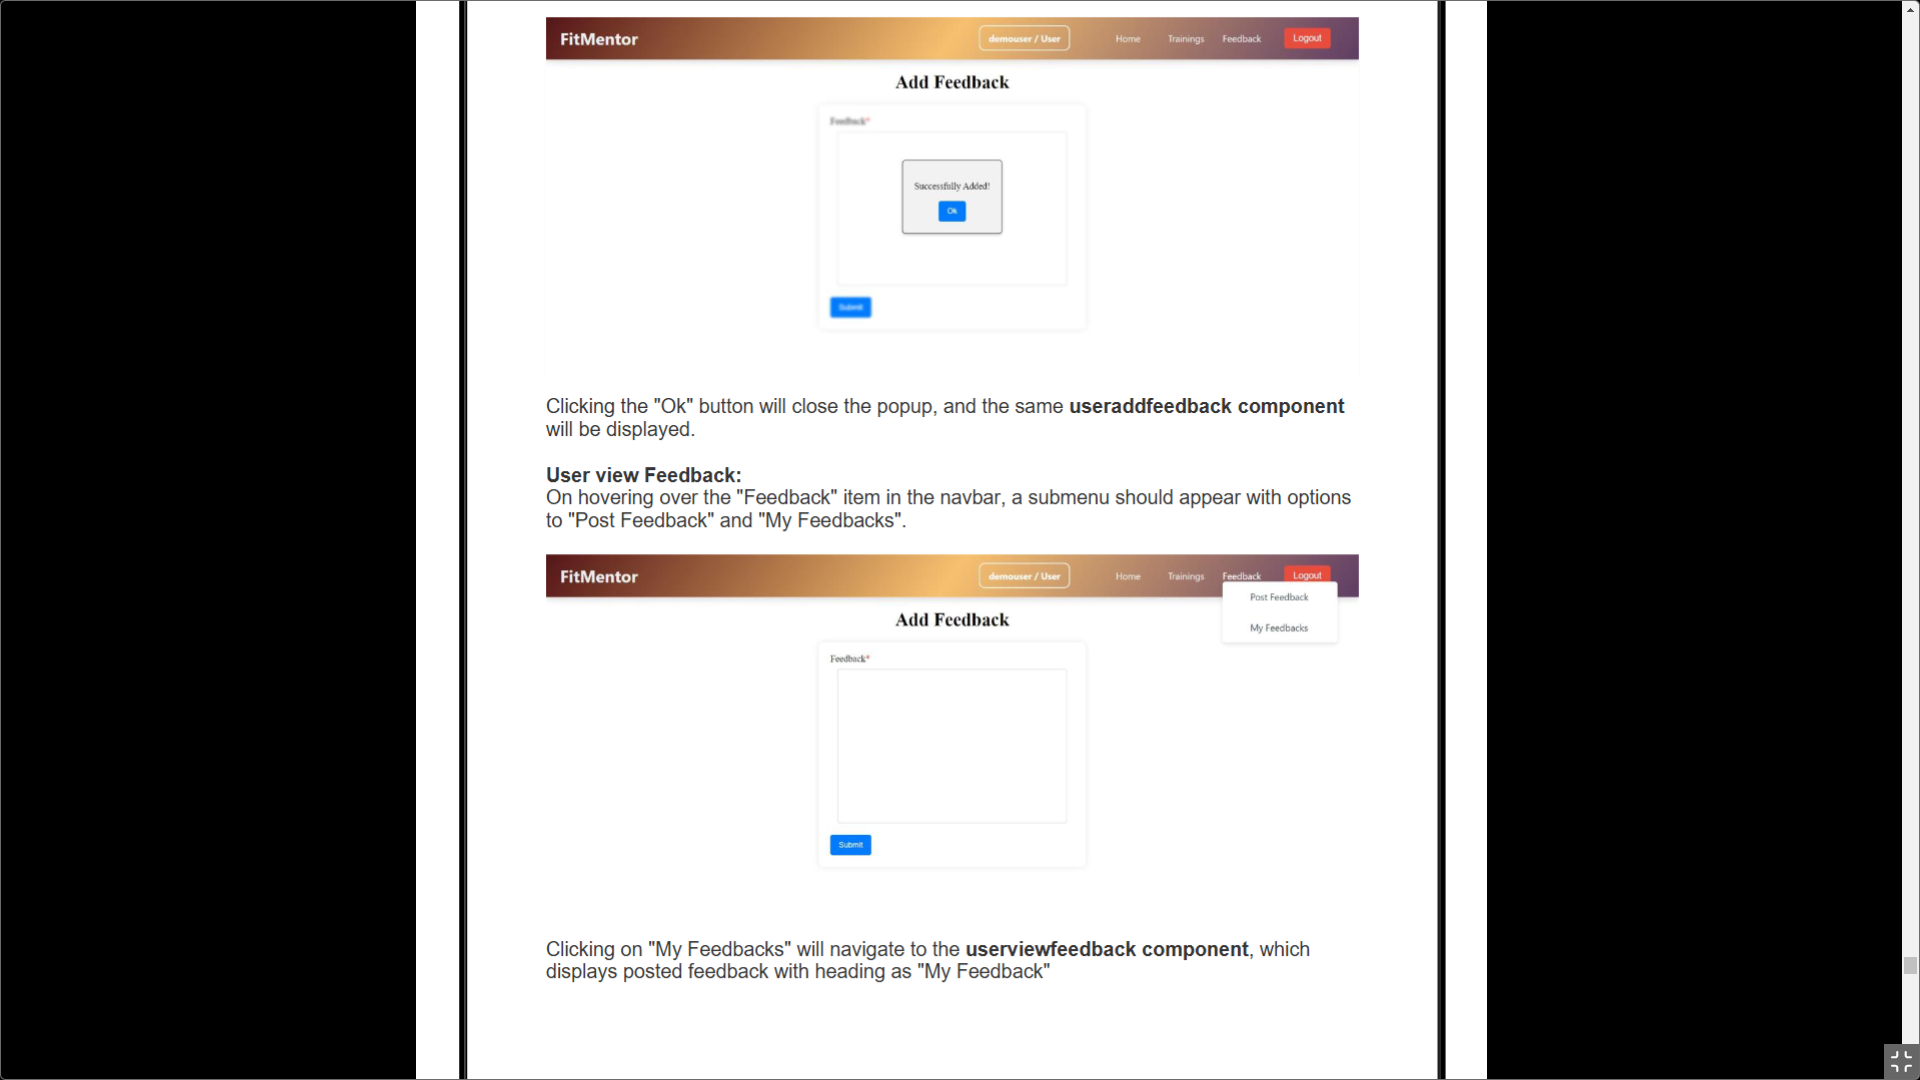 FitMentor demouser / User Home Trainings Feedback Logout
Add Feedback
Feedback*
Successfully Added!
Ok
Submit
Clicking the "Ok" button will close the popup, and the same useraddfeedback component
will be displayed.
User view Feedback:
On hovering over the "Feedback" item in the navbar, a submenu should appear with options
to "Post Feedback" and "My Feedbacks".
FitMentor demouser / User Home Trainings Feedback Logout
Post Feedback
My Feedbacks
Add Feedback
Feedback*
Submit
Clicking on "My Feedbacks" will navigate to the userviewfeedback component, which
displays posted feedback with heading as "My Feedback"